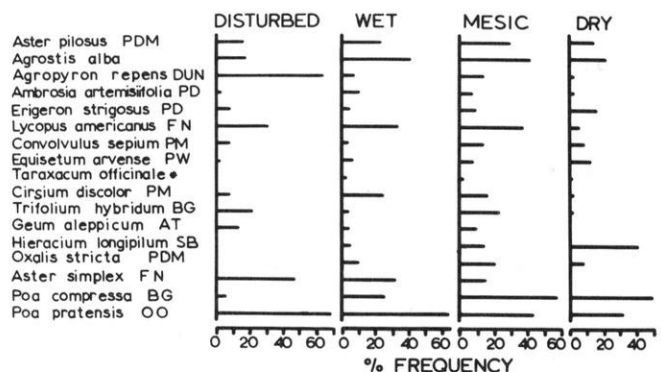 DISTURBED WET MESIC DRY
Aster pilosus PDM
Agrostis alba
Agropyron repens DUN
Ambrosia artemisiifolia PD
Erigeron strigosus PD
Lycopus americanus FN
Convolvulus sepium PM
Equisetum arvense PW
Taraxacum officinale •
Cirsium discolor PM
Trifolium hybridum BG
Geum aleppicum AT
Hieracium longipilum SB
Oxalis stricta PDM
Aster simplex FN
Poa compressa BG
Poa pratensis OO
0 20 40 60 0 20 40 60 0 20 40 60 0 20 40
% FREQUENCY